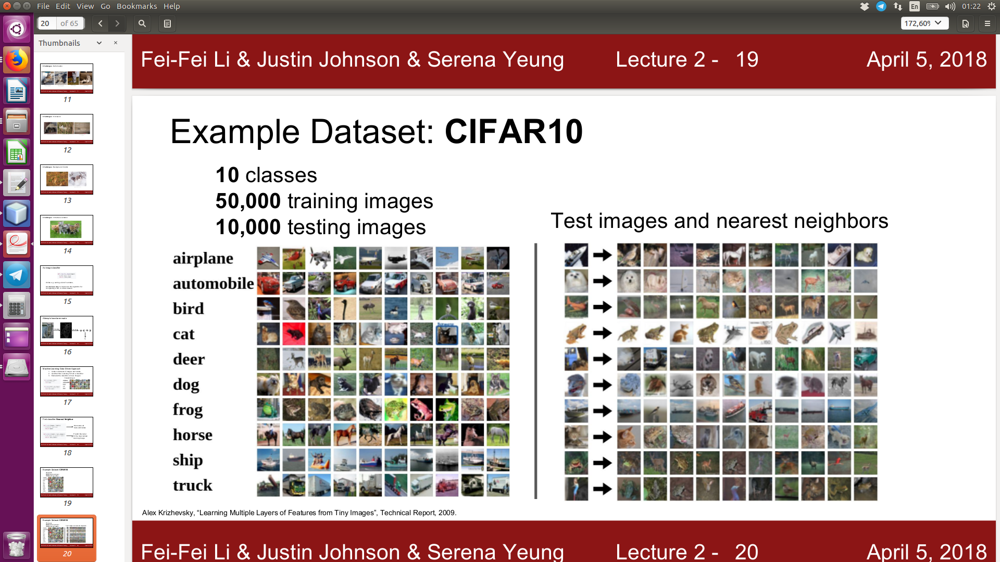 File Edit View Go Bookmarks Help
En
01:22
20 of 65
172,60%
Thumbnails
11
12
13
14
15
16
17
18
19
20
Fei-Fei Li & Justin Johnson & Serena Yeung Lecture 2 - 19 April 5, 2018
Example Dataset: CIFAR10
10 classes
50,000 training images
10,000 testing images
Test images and nearest neighbors
airplane
automobile
bird
cat
deer
dog
frog
horse
ship
truck
Alex Krizhevsky, “Learning Multiple Layers of Features from Tiny Images”, Technical Report, 2009.
Fei-Fei Li & Justin Johnson & Serena Yeung Lecture 2 - 20 April 5, 2018